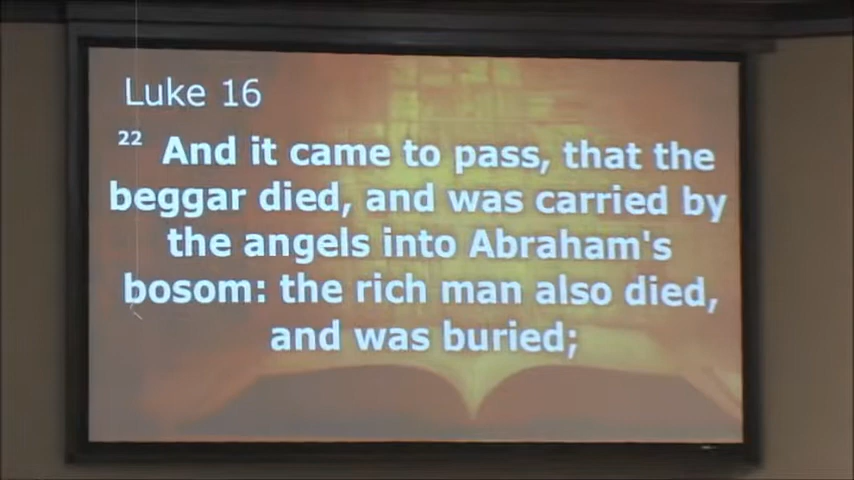 Luke 16
22 And it came to pass, that the
beggar died, and was carried by
the angels into Abraham's
bosom: the rich man also died,
and was buried;